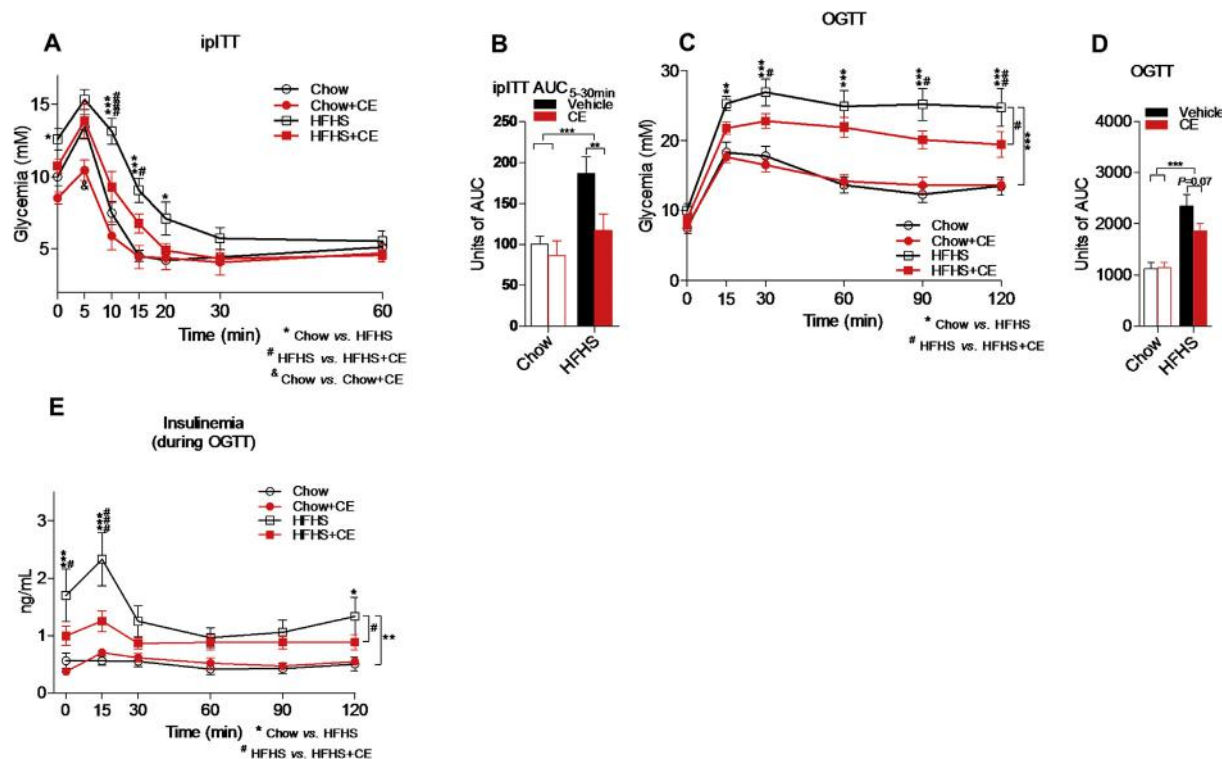 A
ipITT
Glycemia (mM)
15
10
5
0 5 10 15 20 30 60
Time (min)
Chow
Chow+CE
HFHS
HFHS+CE
*
***
###
***
#
*
&
* Chow vs. HFHS
# HFHS vs. HFHS+CE
& Chow vs. Chow+CE
B
ipITT AUC5-30min
Vehicle
CE
Units of AUC
250
200
150
100
50
0
***
**
Chow
HFHS
C
OGTT
Glycemia (mM)
30
20
10
0
0 15 30 60 90 120
Time (min)
Chow
Chow+CE
HFHS
HFHS+CE
**
***
#
***
***
#
***
##
#
***
* Chow vs. HFHS
# HFHS vs. HFHS+CE
D
OGTT
Vehicle
CE
Units of AUC
4000
3000
2000
1000
0
***
P=0.07
Chow
HFHS
E
Insulinemia
(during OGTT)
ng/mL
3
2
1
0
0 15 30 60 90 120
Time (min)
Chow
Chow+CE
HFHS
HFHS+CE
***
#
***
###
*
#
**
* Chow vs. HFHS
# HFHS vs. HFHS+CE